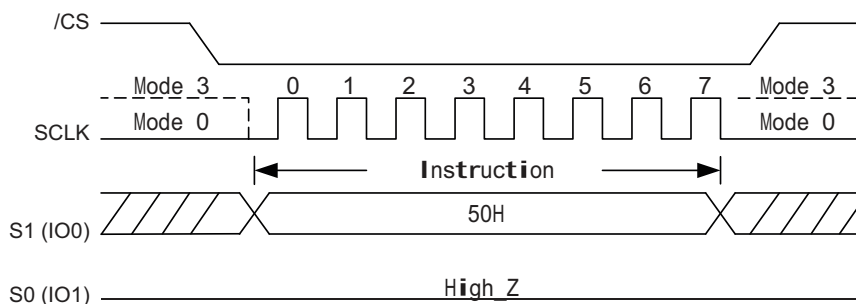 /CS
Mode 3 0 1 2 3 4 5 6 7 Mode 3
Mode 0 Mode 0
SCLK
Instruction
50H
S1 (IO0)
High_Z
S0 (IO1)